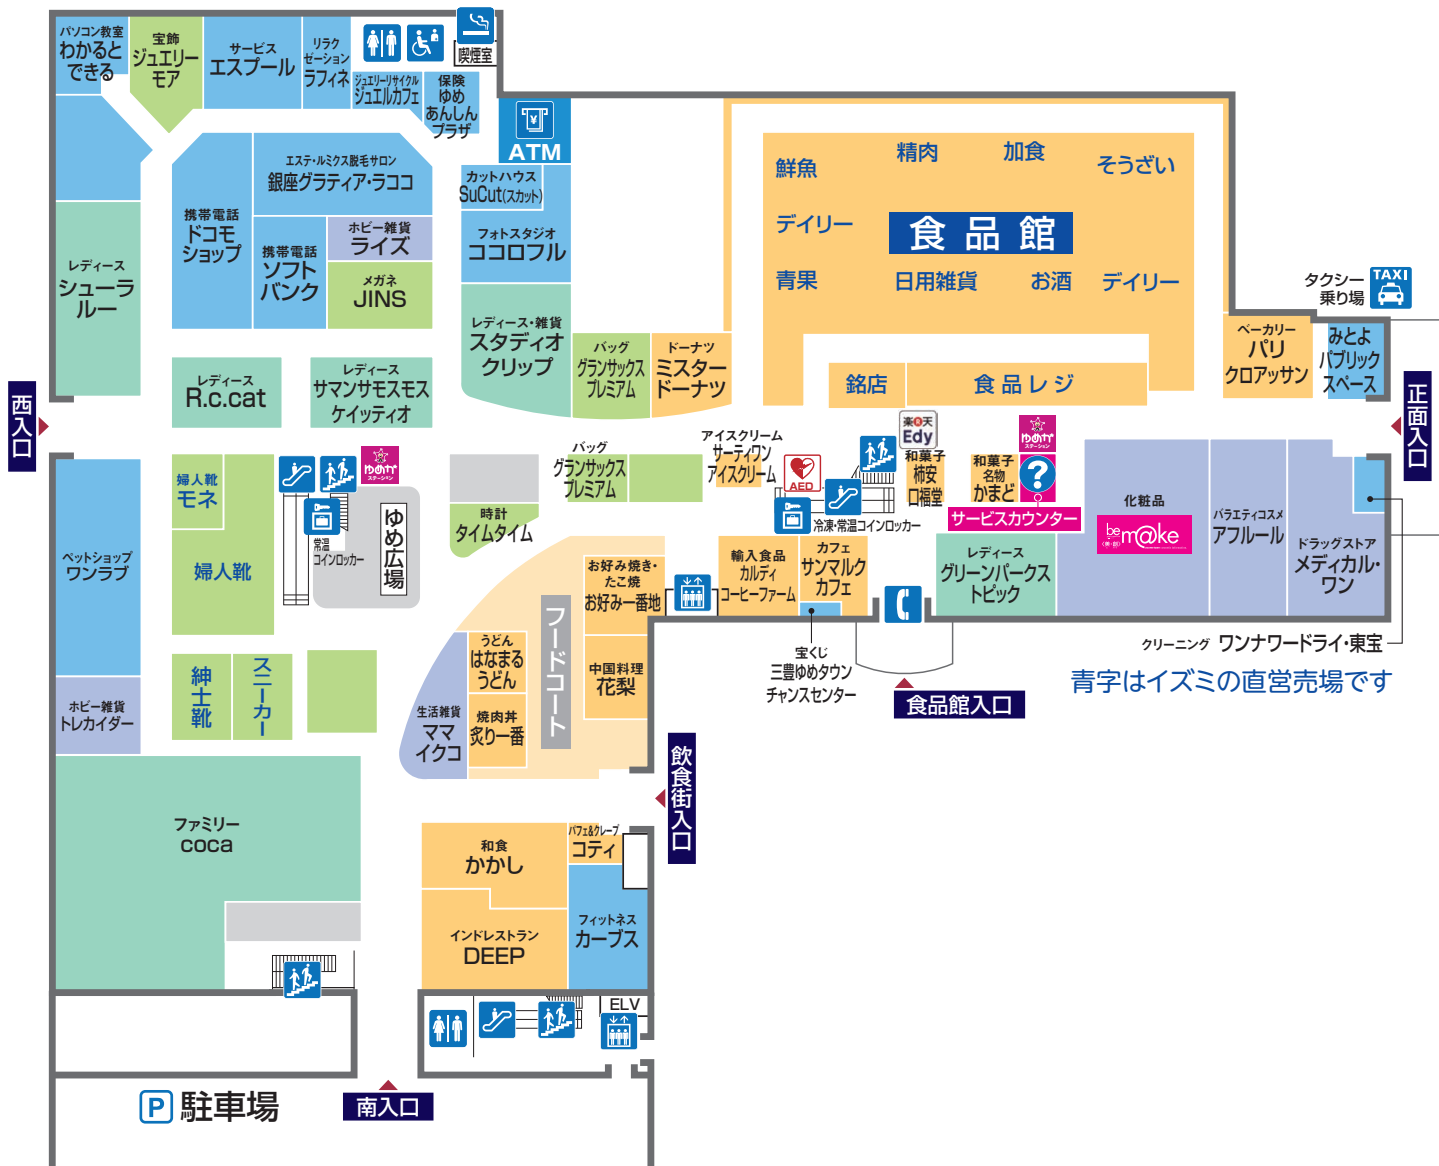 パソコン教室
わかると
できる
宝飾
ジュエリー
モア
サービス
エスプール
リラク
ゼーション
ラフィネ
喫煙室
ジュエリーリサイクル
ジュエルカフェ
保険
ゆめ
あんしん
プラザ
ATM
エステ・ルミクス脱毛サロン
銀座グラティア・ラココ
カットハウス
SuCut(スカット)
携帯電話
ドコモ
ショップ
ホビー雑貨
ライズ
携帯電話
ソフト
バンク
メガネ
JINS
フォトスタジオ
ココロフル
レディース
シューラ
ルー
レディース・雑貨
スタディオ
クリップ
バッグ
グランサックス
プレミアム
ドーナツ
ミスター
ドーナツ
鮮魚
精肉
加食
そうざい
デイリー
食品館
青果
日用雑貨
お酒
デイリー
銘店
食品レジ
タクシー
乗り場
TAXI
ベーカリー
パリ
クロアッサン
みとよ
パブリック
スペース
正面入口
西入口
レディース
R.c.cat
レディース
サマンサモスモス
ケイッティオ
婦人靴
モネ
婦人靴
ゆめか
ステーション
常温
コインロッカー
ゆめ広場
時計
タイムタイム
バッグ
グランサックス
プレミアム
アイスクリーム
サーティワン
アイスクリーム
AED
冷凍・常温コインロッカー
楽天
Edy
和菓子
柿安
口福堂
和菓子
名物
かまど
ゆめか
ステーション
?
サービスカウンター
化粧品
be
m@ke
バラエティコスメ
アフルール
ドラッグストア
メディカル・
ワン
レディース
グリーンパークス
トピック
輸入食品
カルディ
コーヒーファーム
カフェ
サンマルク
カフェ
宝くじ
三豊ゆめタウン
チャンスセンター
食品館入口
クリーニング ワンナワードライ・東宝
青字はイズミの直営売場です
ペットショップ
ワンラブ
ホビー雑貨
トレカイダー
紳士靴
スニーカー
お好み焼き・
たこ焼
お好み一番地
フードコート
うどん
はなまる
うどん
中国料理
花梨
生活雑貨
ママ
イクコ
焼肉丼
炙り一番
飲食街入口
ファミリー
coca
和食
かかし
パフェ&クレープ
コティ
インドレストラン
DEEP
フィットネス
カーブス
ELV
P 駐車場
南入口